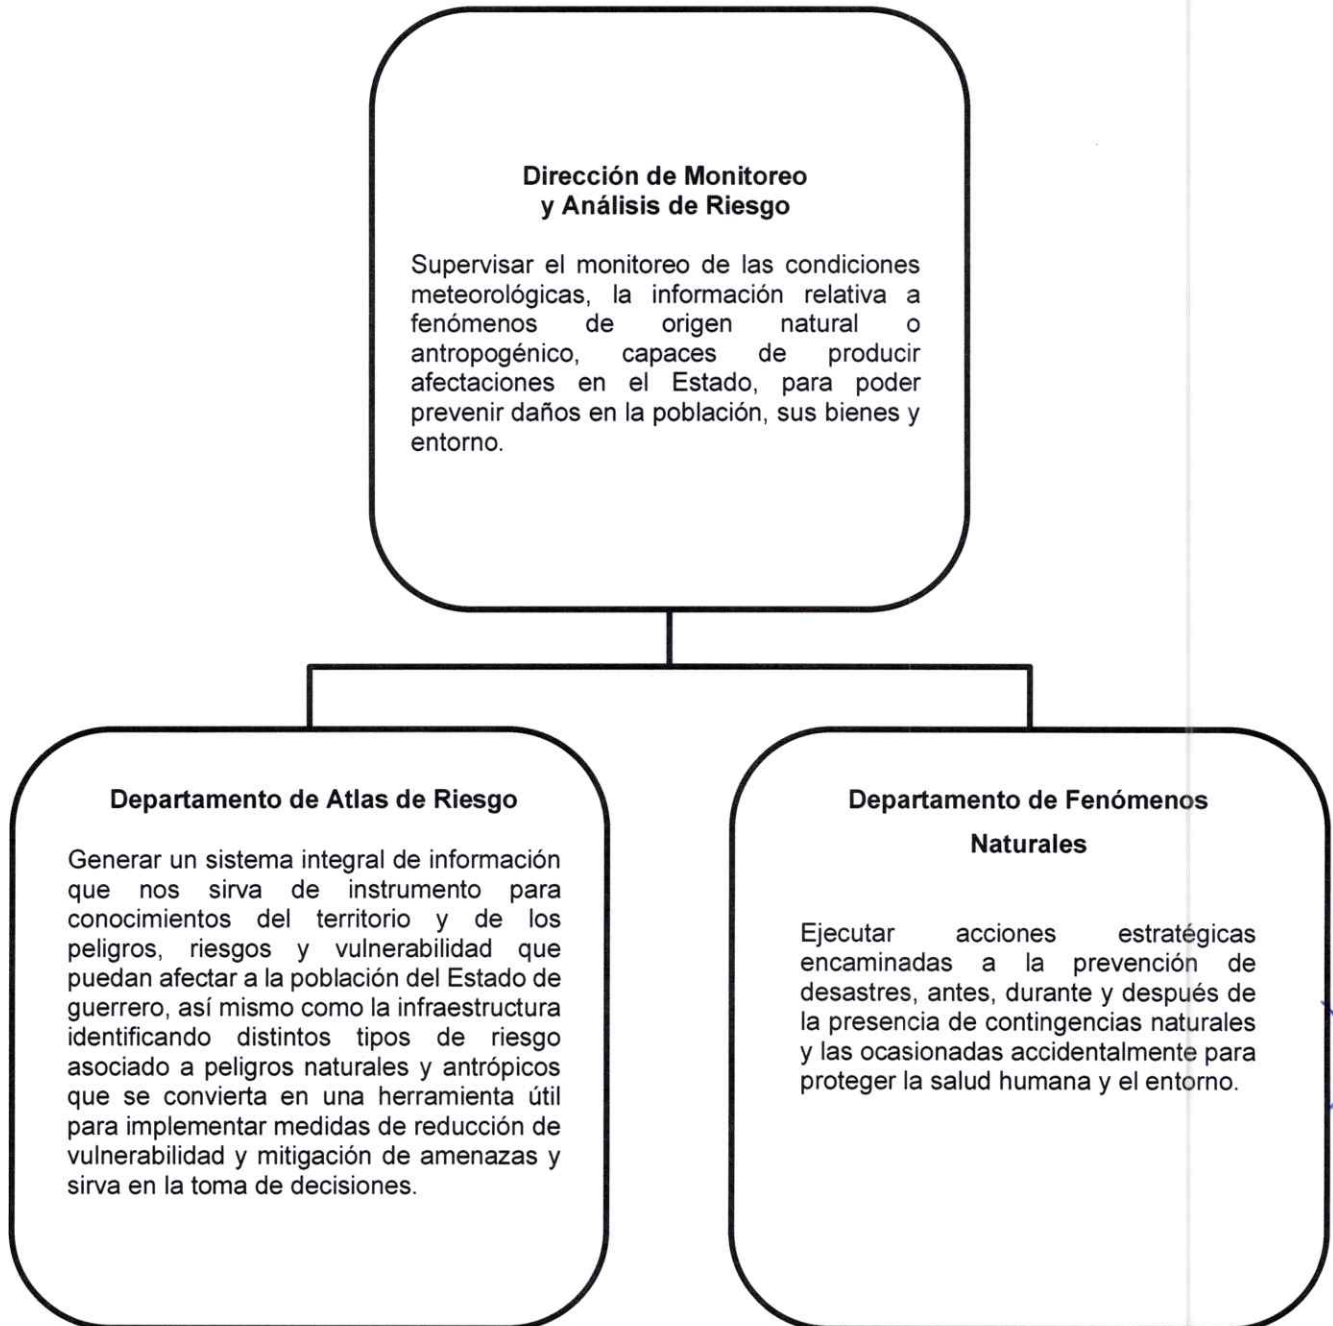 Dirección de Monitoreo
y Análisis de Riesgo
Supervisar el monitoreo de las condiciones
meteorológicas, la información relativa a
fenómenos de origen natural o
antropogénico, capaces de producir
afectaciones en el Estado, para poder
prevenir daños en la población, sus bienes y
entorno.
Departamento de Atlas de Riesgo
Generar un sistema integral de información
que nos sirva de instrumento para
conocimientos del territorio y de los
peligros, riesgos y vulnerabilidad que
puedan afectar a la población del Estado de
guerrero, así mismo como la infraestructura
identificando distintos tipos de riesgo
asociado a peligros naturales y antrópicos
que se convierta en una herramienta útil
para implementar medidas de reducción de
vulnerabilidad y mitigación de amenazas y
sirva en la toma de decisiones.
Departamento de Fenómenos
Naturales
Ejecutar acciones estratégicas
encaminadas a la prevención de
desastres, antes, durante y después de
la presencia de contingencias naturales
y las ocasionadas accidentalmente para
proteger la salud humana y el entorno.